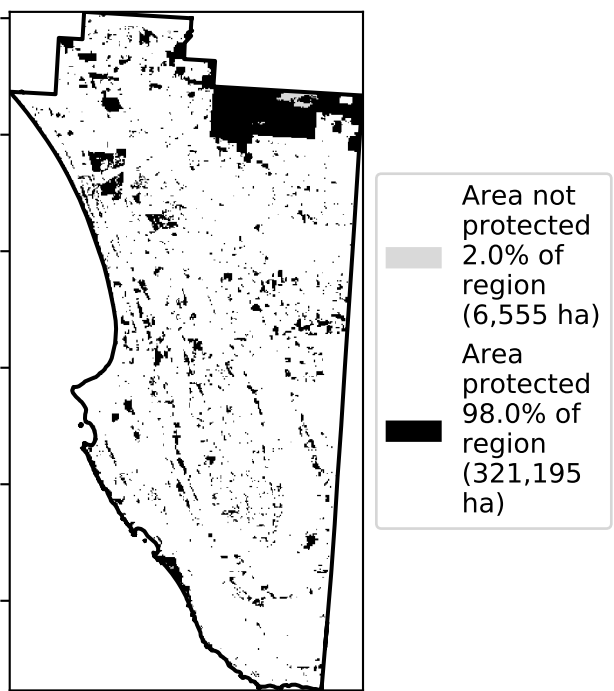 Area not
protected
2.0% of
region
(6,555 ha)
Area
protected
98.0% of
region
(321,195
ha)